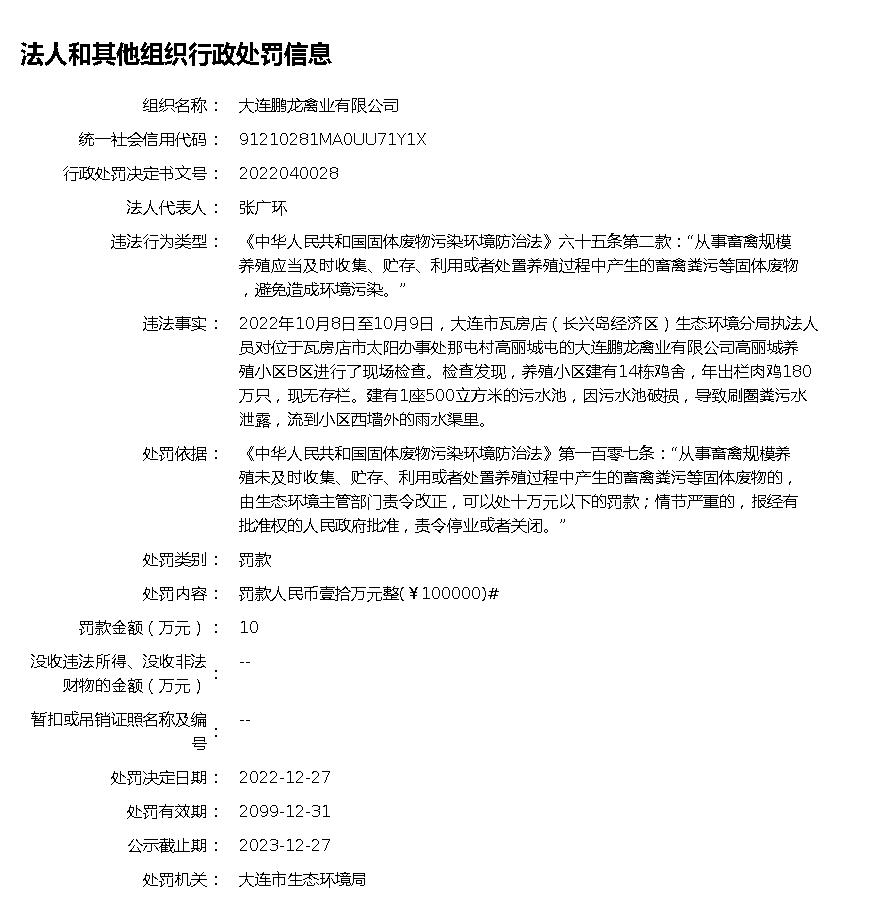 法人和其他组织行政处罚信息
组织名称： 大连鹏龙禽业有限公司
统一社会信用代码： 91210281MA0UU71Y1X
行政处罚决定书文号： 2022040028
法人代表人： 张广环
违法行为类型： 《中华人民共和国固体废物污染环境防治法》六十五条第二款：“从事畜禽规模
养殖应当及时收集、贮存、利用或者处置养殖过程中产生的畜禽粪污等固体废物
，避免造成环境污染。”
违法事实： 2022年10月8日至10月9日，大连市瓦房店（长兴岛经济区）生态环境分局执法人
员对位于瓦房店市太阳办事处那屯村高丽城屯的大连鹏龙禽业有限公司高丽城养
殖小区B区进行了现场检查。检查发现，养殖小区建有14栋鸡舍，年出栏肉鸡180
万只，现无存栏。建有1座500立方米的污水池，因污水池破损，导致刷圈粪污水
泄露，流到小区西墙外的雨水渠里。
处罚依据： 《中华人民共和国固体废物污染环境防治法》第一百零七条：“从事畜禽规模养
殖未及时收集、贮存、利用或者处置养殖过程中产生的畜禽粪污等固体废物的，
由生态环境主管部门责令改正，可以处十万元以下的罚款；情节严重的，报经有
批准权的人民政府批准，责令停业或者关闭。”
处罚类别： 罚款
处罚内容： 罚款人民币壹拾万元整(￥100000)#
罚款金额（万元）： 10
没收违法所得、没收非法
财物的金额（万元）： --
暂扣或吊销证照名称及编
号： --
处罚决定日期： 2022-12-27
处罚有效期： 2099-12-31
公示截止期： 2023-12-27
处罚机关： 大连市生态环境局